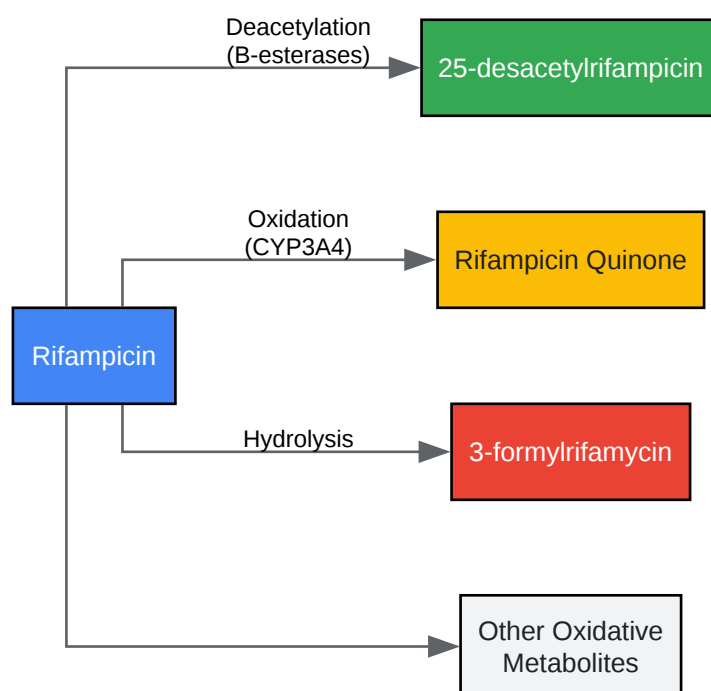 Deacetylation
(B-esterases)
25-desacetylrifampicin
Oxidation
(CYP3A4)
Rifampicin Quinone
Rifampicin
Hydrolysis
3-formylrifamycin
Other Oxidative
Metabolites